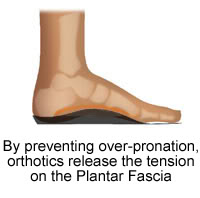 By preventing over-pronation,
orthotics release the tension
on the Plantar Fascia